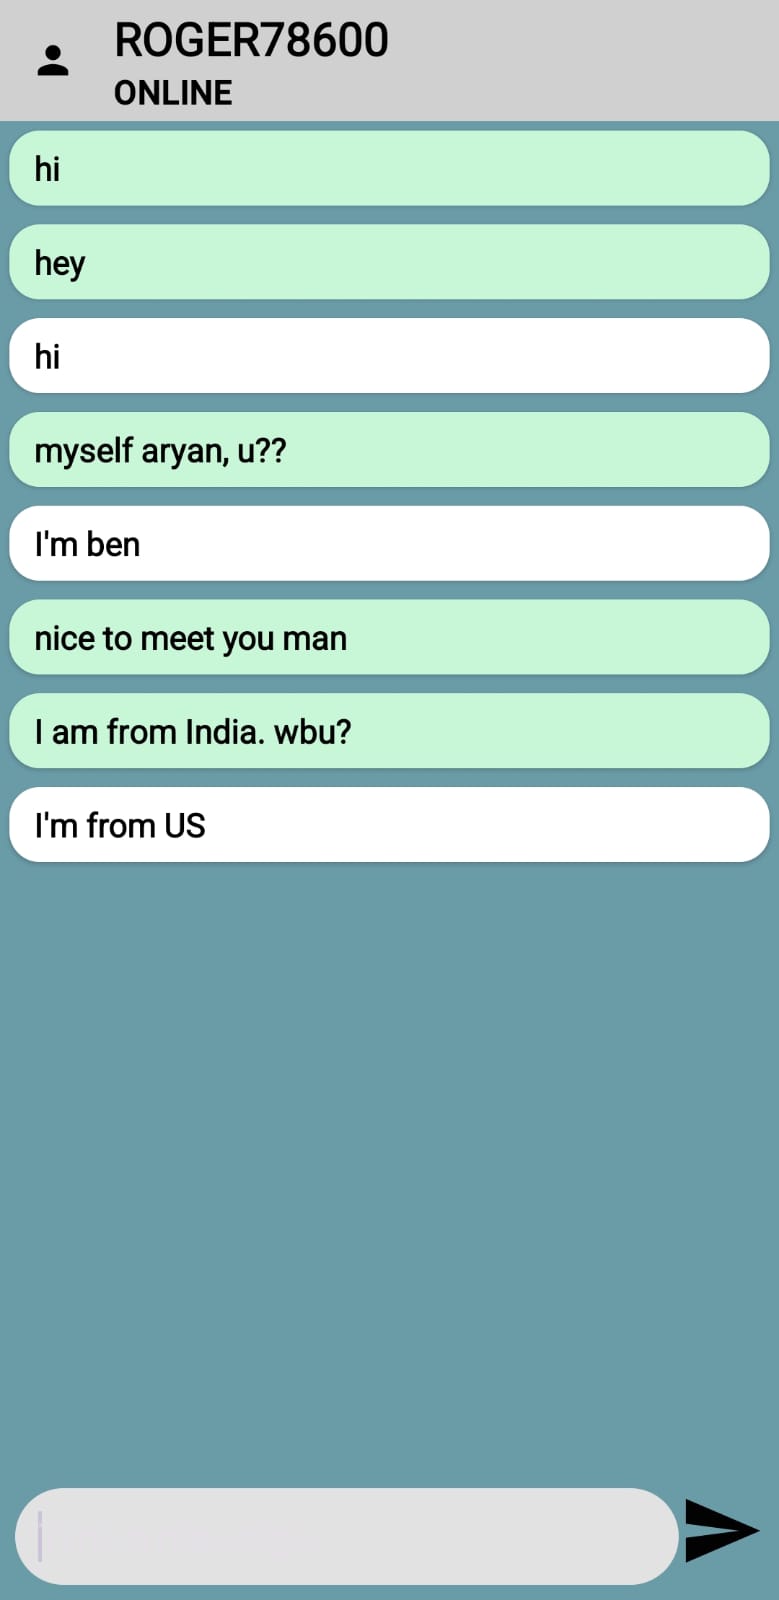 ROGER78600
ONLINE
hi
hey
hi
myself aryan, u??
I'm ben
nice to meet you man
I am from India. wbu?
I'm from US